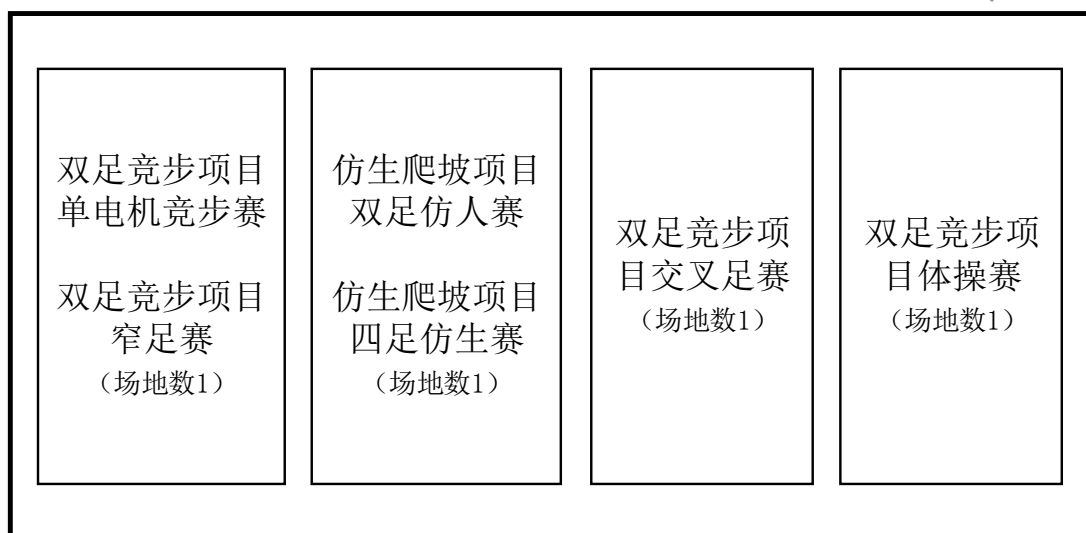 双足竞步项目
单电机竞步赛
双足竞步项目
窄足赛
（场地数1）
仿生爬坡项目
双足仿人赛
仿生爬坡项目
四足仿生赛
（场地数1）
双足竞步项
目交叉足赛
（场地数1）
双足竞步项
目体操赛
（场地数1）